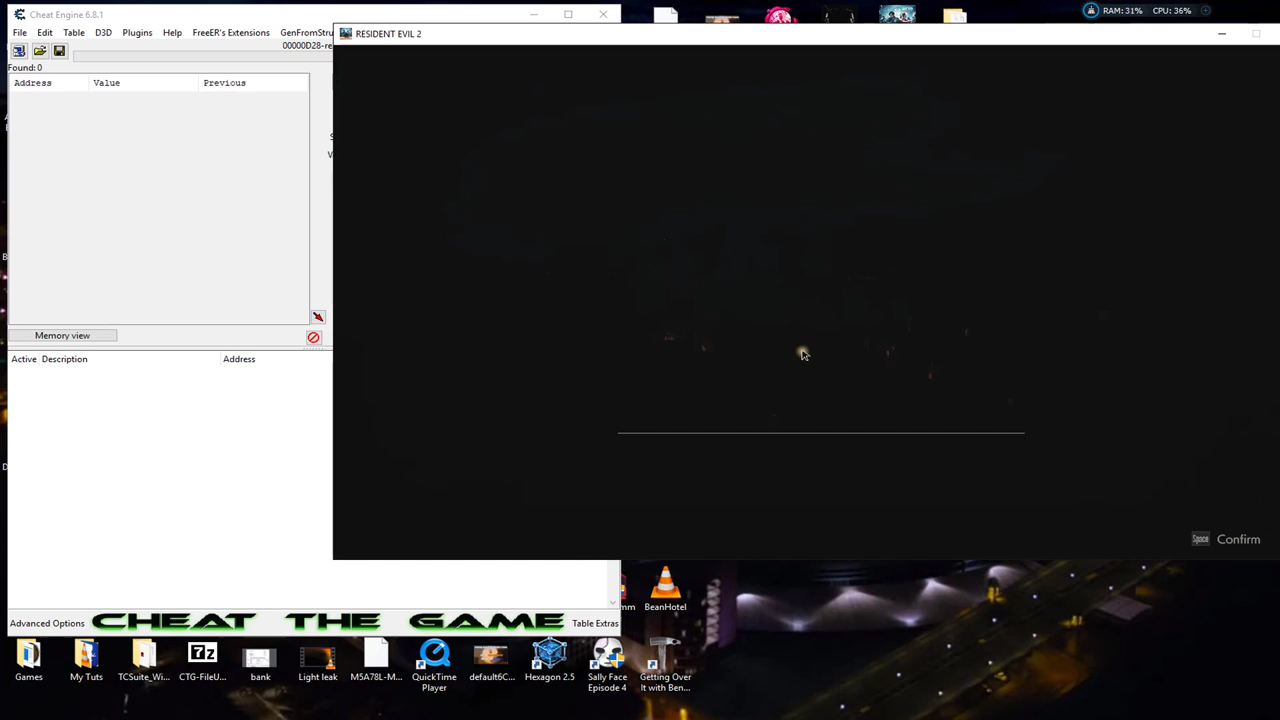 Cheat Engine 6.8.1
File Edit Table D3D Plugins Help FreeER's Extensions GenFromStru
00000D28-re
Found: 0
Address Value Previous
Memory view
Active Description Address
Advanced Options CHEAT THE GAME Table Extras
RAM: 31% CPU: 36%
RESIDENT EVIL 2
Space Confirm
BeanHotel
Games
My Tuts
TCSuite_Wi...
7z
CTG-FileU...
bank
Light leak
M5A78L-M...
QuickTime
Player
default6C...
Hexagon 2.5
Sally Face
Episode 4
Getting Over
It with Ben...